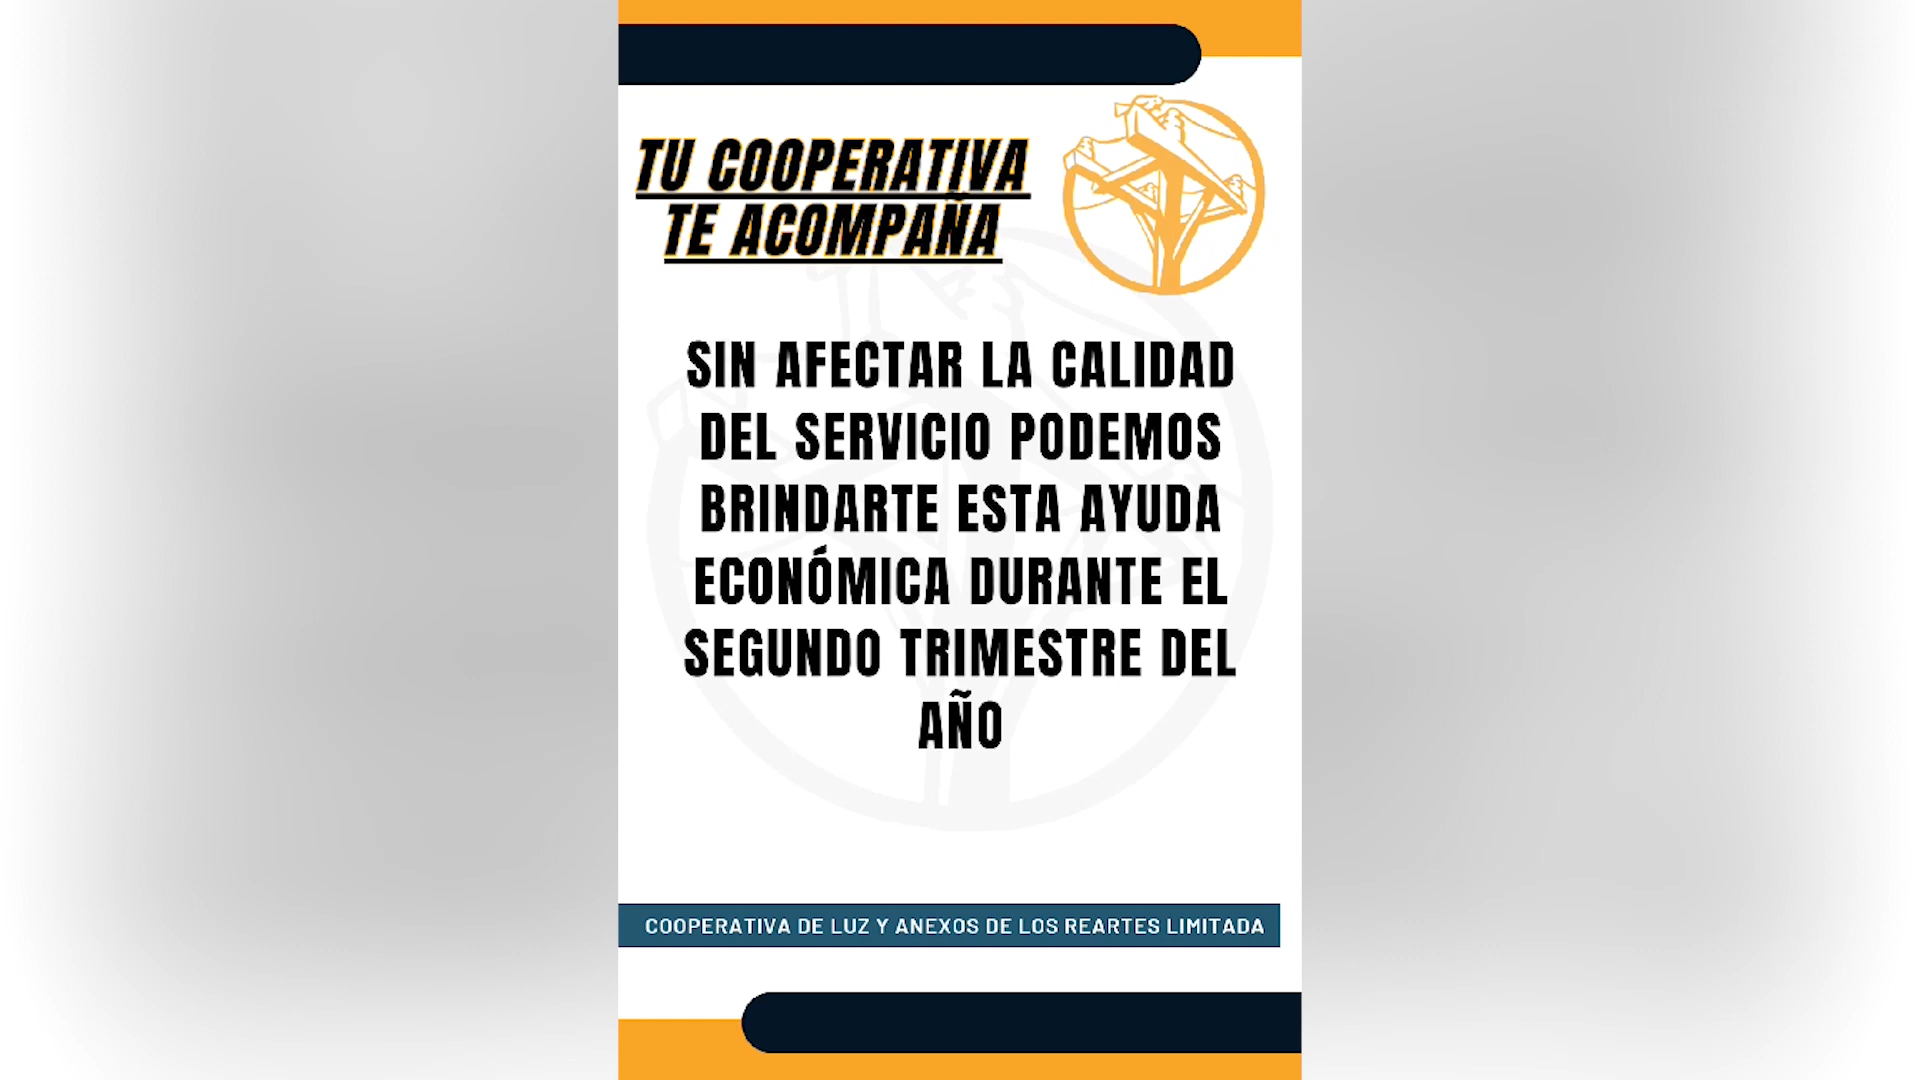 TU COOPERATIVA
TE ACOMPAÑA
SIN AFECTAR LA CALIDAD
DEL SERVICIO PODEMOS
BRINDARTE ESTA AYUDA
ECONÓMICA DURANTE EL
SEGUNDO TRIMESTRE DEL
AÑO
COOPERATIVA DE LUZ Y ANEXOS DE LOS REARTES LIMITADA